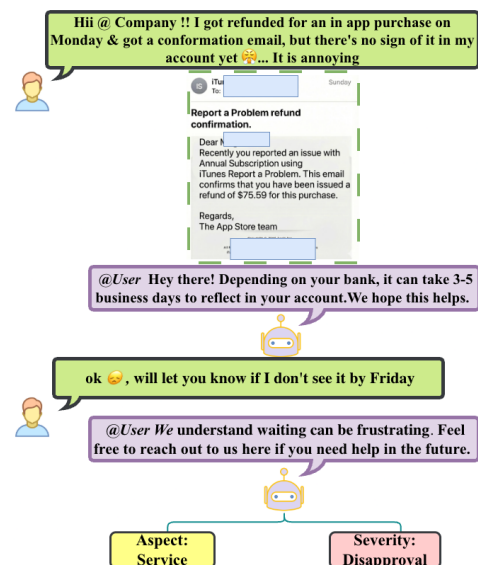 Hii @ Company !! I got refunded for an in app purchase on
Monday & got a conformation email, but there's no sign of it in my
account yet 😤... It is annoying
IS
To:
Sunday
Report a Problem refund
confirmation.
Dear
Recently you reported an issue with
Annual Subscription using
iTunes Report a Problem. This email
confirms that you have been issued a
refund of $75.59 for this purchase.
Regards,
The App Store team
@User Hey there! Depending on your bank, it can take 3-5
business days to reflect in your account.We hope this helps.
ok 😞, will let you know if I don't see it by Friday
@User We understand waiting can be frustrating. Feel
free to reach out to us here if you need help in the future.
Aspect:
Service
Severity:
Disapproval